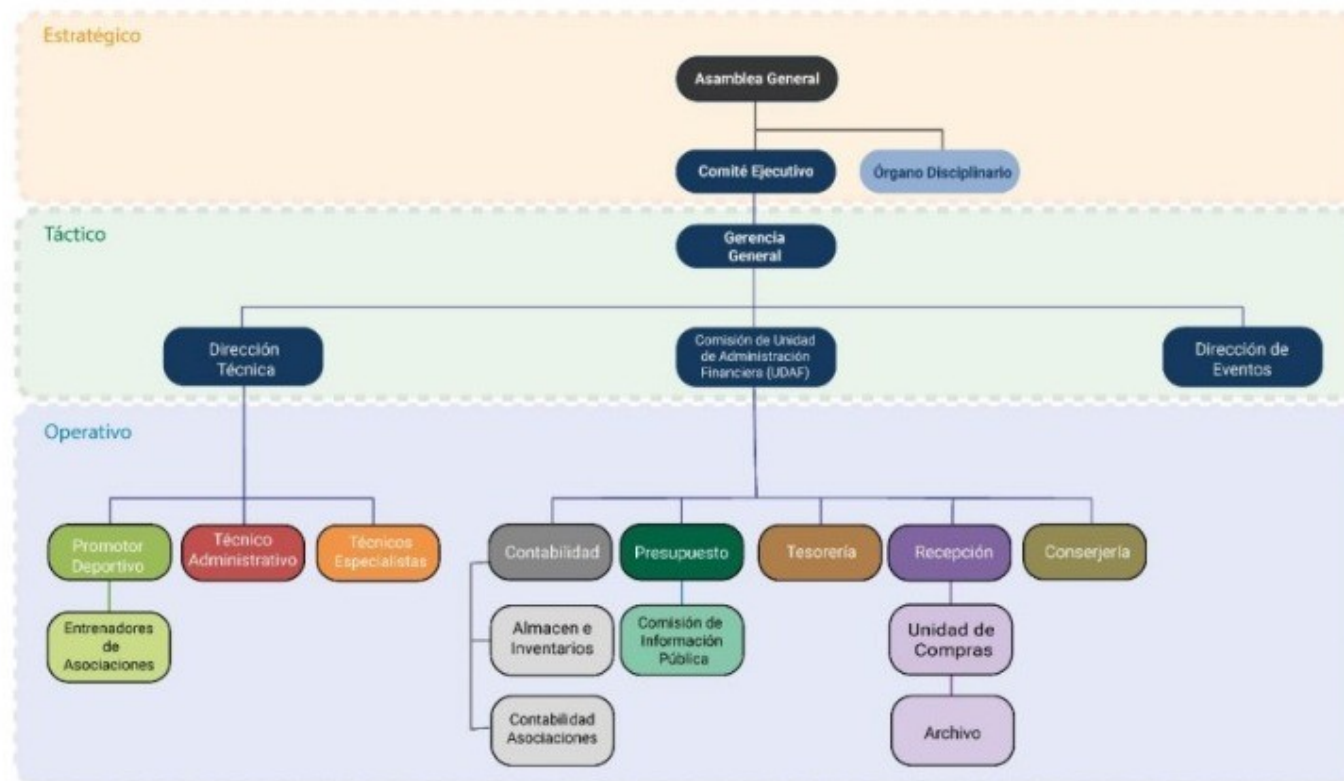 Estratégico
Asamblea General
Comité Ejecutivo
Órgano Disciplinario
Táctico
Gerencia
General
Dirección
Técnica
Comisión de Unidad
de Administración
Financiera (UDAF)
Dirección de
Eventos
Operativo
Promotor
Deportivo
Técnico
Administrativo
Técnicos
Especialistas
Contabilidad
Presupuesto
Tesorería
Recepción
Conserjería
Entrenadores
de
Asociaciones
Almacen e
Inventarios
Comisión de
Información
Pública
Unidad de
Compras
Contabilidad
Asociaciones
Archivo